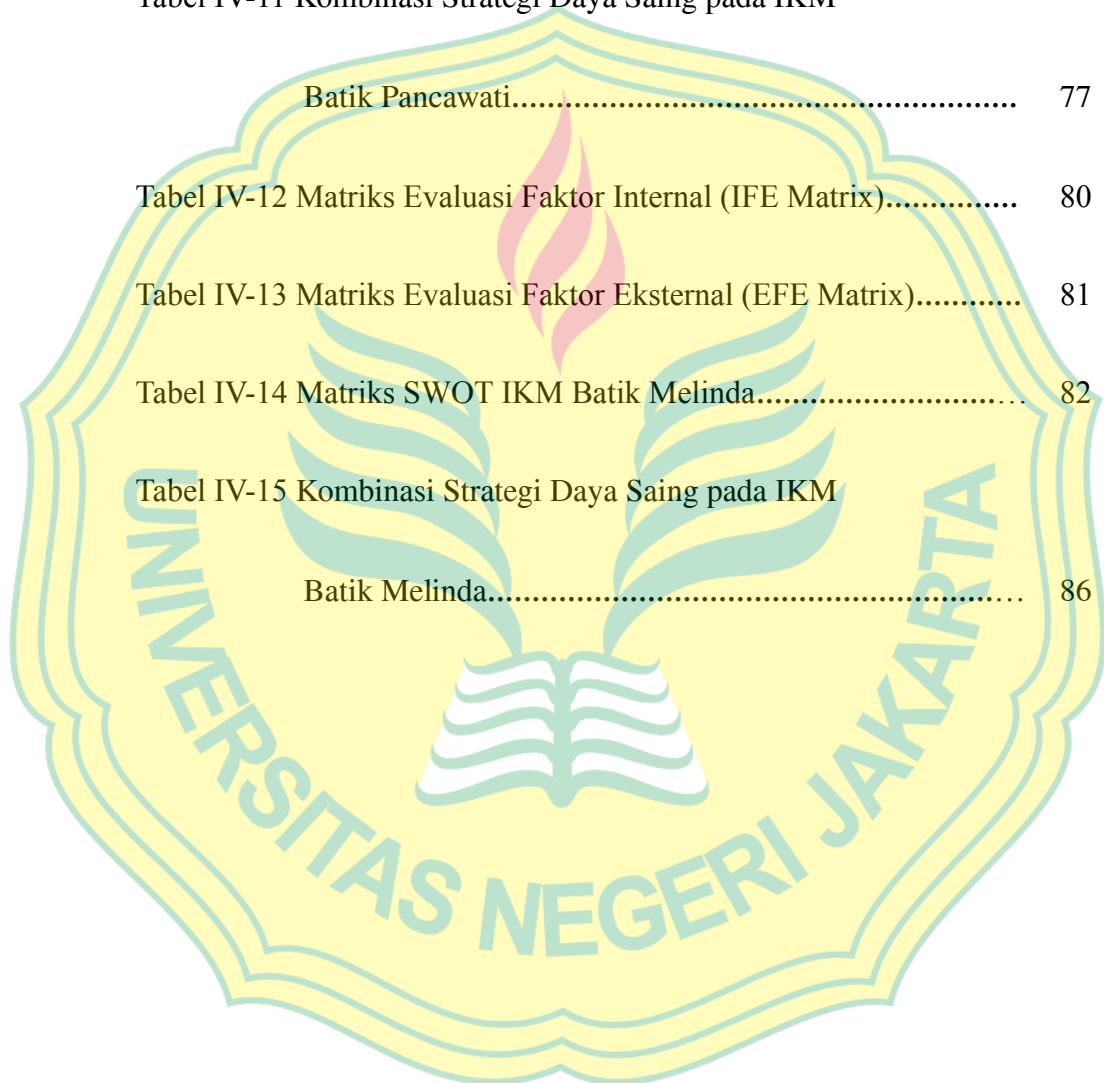 Tabel IV-11 Kombinasi Strategi Daya Saing pada IKM
Batik Pancawati.................................................... 77
Tabel IV-12 Matriks Evaluasi Faktor Internal (IFE Matrix).............. 80
Tabel IV-13 Matriks Evaluasi Faktor Eksternal (EFE Matrix)........... 81
Tabel IV-14 Matriks SWOT IKM Batik Melinda.........................… 82
Tabel IV-15 Kombinasi Strategi Daya Saing pada IKM
Batik Melinda....................................................… 86
UNIVERSITAS NEGERI JAKARTA